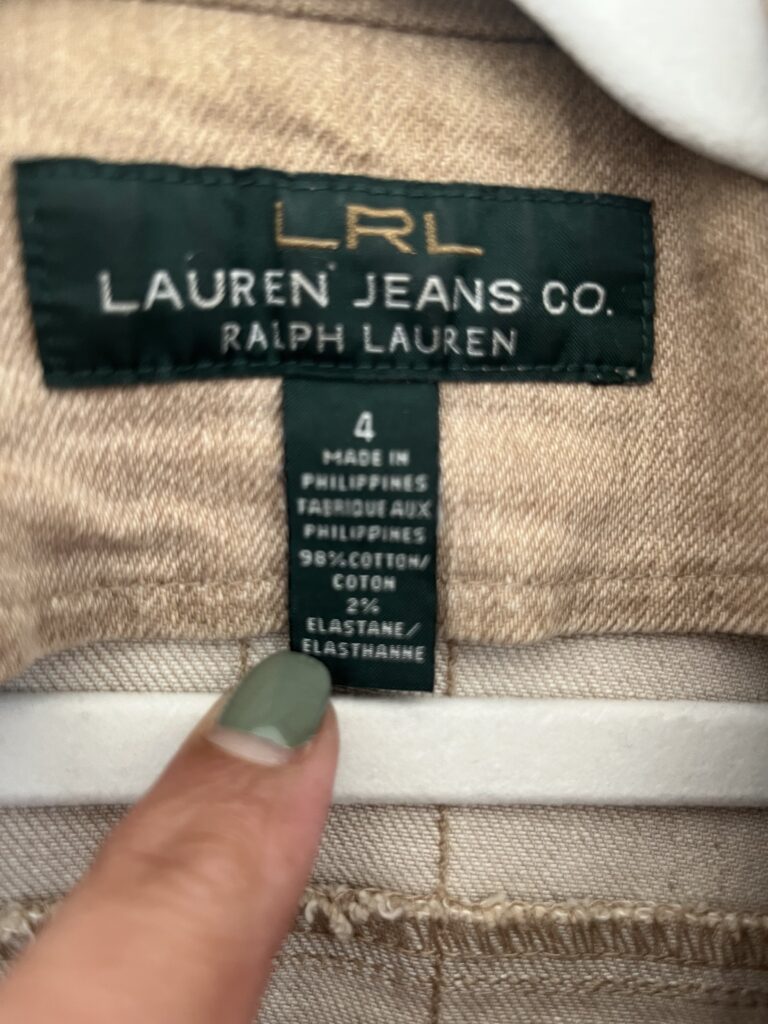 LRL
LAUREN JEANS CO.
RALPH LAUREN
4
MADE IN
PHILIPPINES
FABRIQUE AUX
PHILIPPINES
98% COTTON/
COTON
2%
ELASTANE/
ELASTHANNE